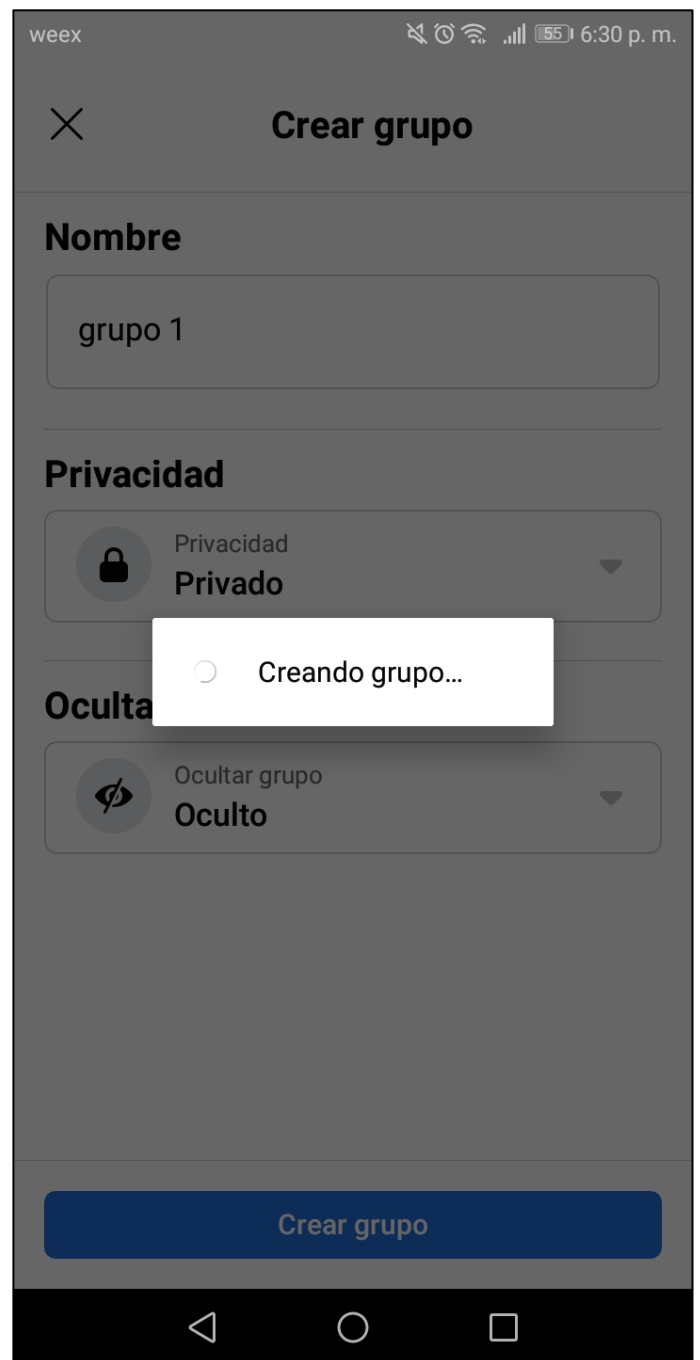 weex 55 6:30 p. m.
Crear grupo
Nombre
grupo 1
Privacidad
Privacidad
Privado
Creando grupo...
Oculta
Ocultar grupo
Oculto
Crear grupo